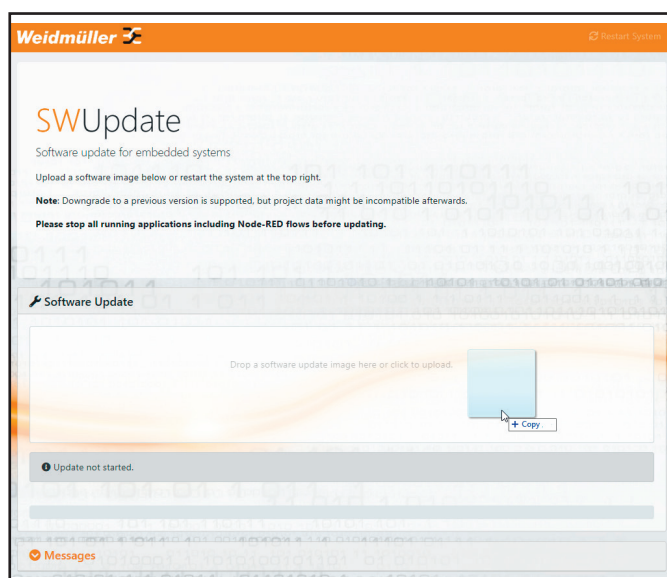 Weidmüller
Restart System
SWUpdate
Software update for embedded systems
Upload a software image below or restart the system at the top right.
Note: Downgrade to a previous version is supported, but project data might be incompatible afterwards.
Please stop all running applications including Node-RED flows before updating.
Software Update
Drop a software update image here or click to upload.
+ Copy
Update not started.
Messages